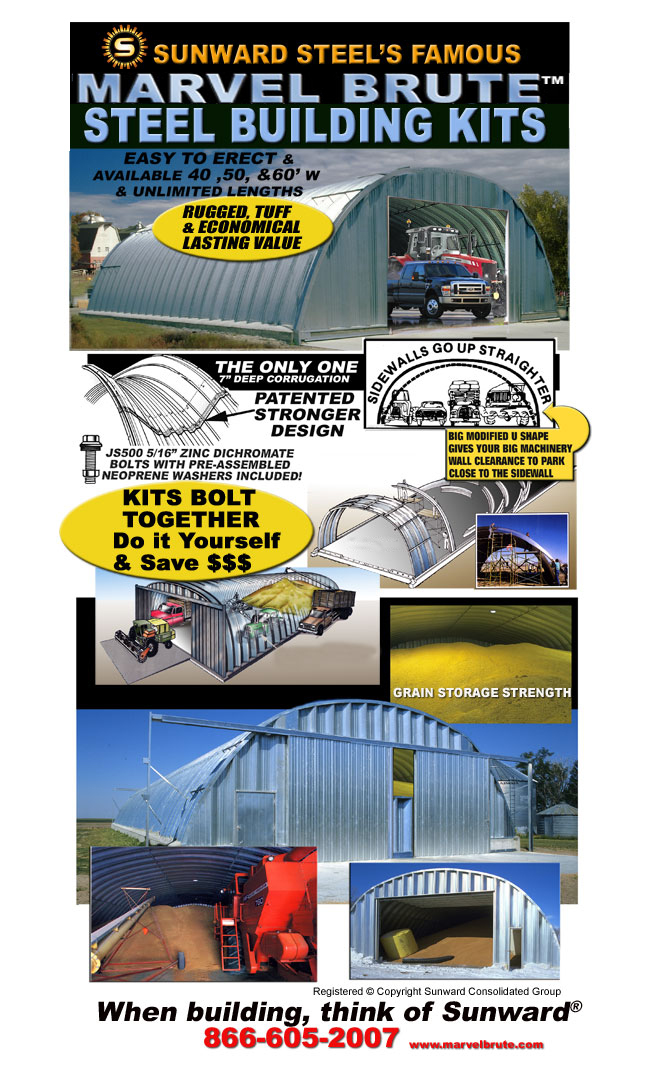 S SUNWARD STEEL'S FAMOUS
MARVEL BRUTE™
STEEL BUILDING KITS
EASY TO ERECT &
AVAILABLE 40 ,50, &60' W
& UNLIMITED LENGTHS
RUGGED, TUFF
& ECONOMICAL
LASTING VALUE
THE ONLY ONE
7" DEEP CORRUGATION
PATENTED
STRONGER
DESIGN
SIDEWALLS GO UP STRAIGHTER
BIG MODIFIED U SHAPE
GIVES YOUR BIG MACHINERY
WALL CLEARANCE TO PARK
CLOSE TO THE SIDEWALL
JS500 5/16" ZINC DICHROMATE
BOLTS WITH PRE-ASSEMBLED
NEOPRENE WASHERS INCLUDED!
KITS BOLT
TOGETHER
Do it Yourself
& Save $$$
GRAIN STORAGE STRENGTH
Registered © Copyright Sunward Consolidated Group
When building, think of Sunward®
866-605-2007 www.marvelbrute.com